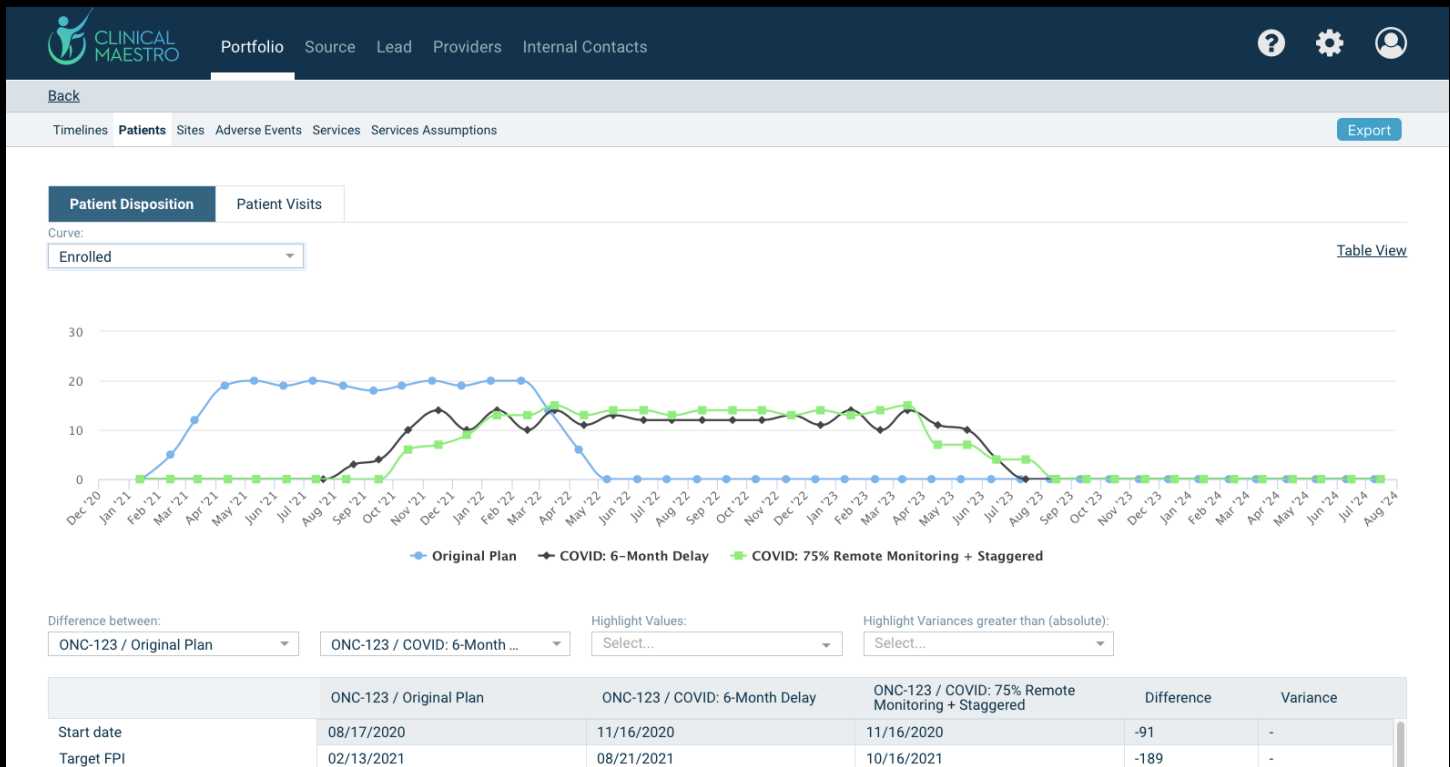 CLINICAL
MAESTRO
Portfolio Source Lead Providers Internal Contacts
?
Back
Timelines Patients Sites Adverse Events Services Services Assumptions Export
Patient Disposition Patient Visits
Curve:
Enrolled
Table View
30
20
10
0
Dec '20 Jan '21 Feb '21 Mar '21 Apr '21 May '21 Jun '21 Jul '21 Aug '21 Sep '21 Oct '21 Nov '21 Dec '21 Jan '22 Feb '22 Mar '22 Apr '22 May '22 Jun '22 Jul '22 Aug '22 Sep '22 Oct '22 Nov '22 Dec '22 Jan '23 Feb '23 Mar '23 Apr '23 May '23 Jun '23 Jul '23 Aug '23 Sep '23 Oct '23 Nov '23 Dec '23 Jan '24 Feb '24 Mar '24 Apr '24 May '24 Jun '24 Jul '24 Aug '24
Original Plan COVID: 6-Month Delay COVID: 75% Remote Monitoring + Staggered
Difference between: Highlight Values: Highlight Variances greater than (absolute):
ONC-123 / Original Plan ONC-123 / COVID: 6-Month ... Select... Select...
ONC-123 / Original Plan ONC-123 / COVID: 6-Month Delay ONC-123 / COVID: 75% Remote
Monitoring + Staggered Difference Variance
Start date 08/17/2020 11/16/2020 11/16/2020 -91 -
Target FPI 02/13/2021 08/21/2021 10/16/2021 -189 -